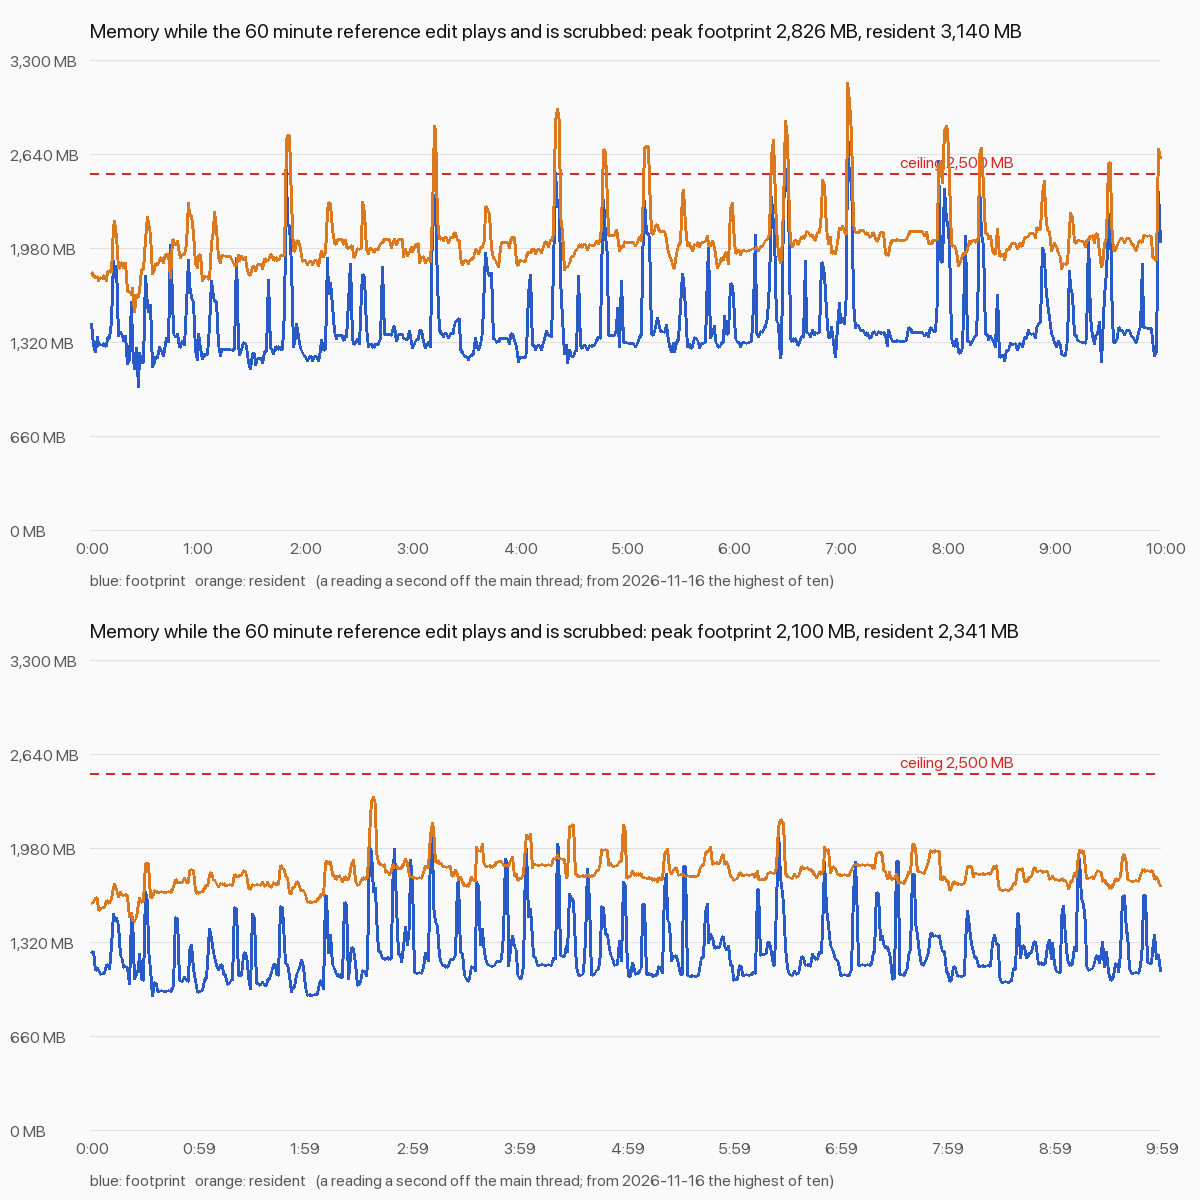 Memory while the 60 minute reference edit plays and is scrubbed: peak footprint 2,826 MB, resident 3,140 MB
3,300 MB
2,640 MB
ceiling 2,500 MB
1,980 MB
1,320 MB
660 MB
0 MB
0:00 1:00 2:00 3:00 4:00 5:00 6:00 7:00 8:00 9:00 10:00
blue: footprint orange: resident (a reading a second off the main thread; from 2026-11-16 the highest of ten)
Memory while the 60 minute reference edit plays and is scrubbed: peak footprint 2,100 MB, resident 2,341 MB
3,300 MB
2,640 MB
ceiling 2,500 MB
1,980 MB
1,320 MB
660 MB
0 MB
0:00 0:59 1:59 2:59 3:59 4:59 5:59 6:59 7:59 8:59 9:59
blue: footprint orange: resident (a reading a second off the main thread; from 2026-11-16 the highest of ten)